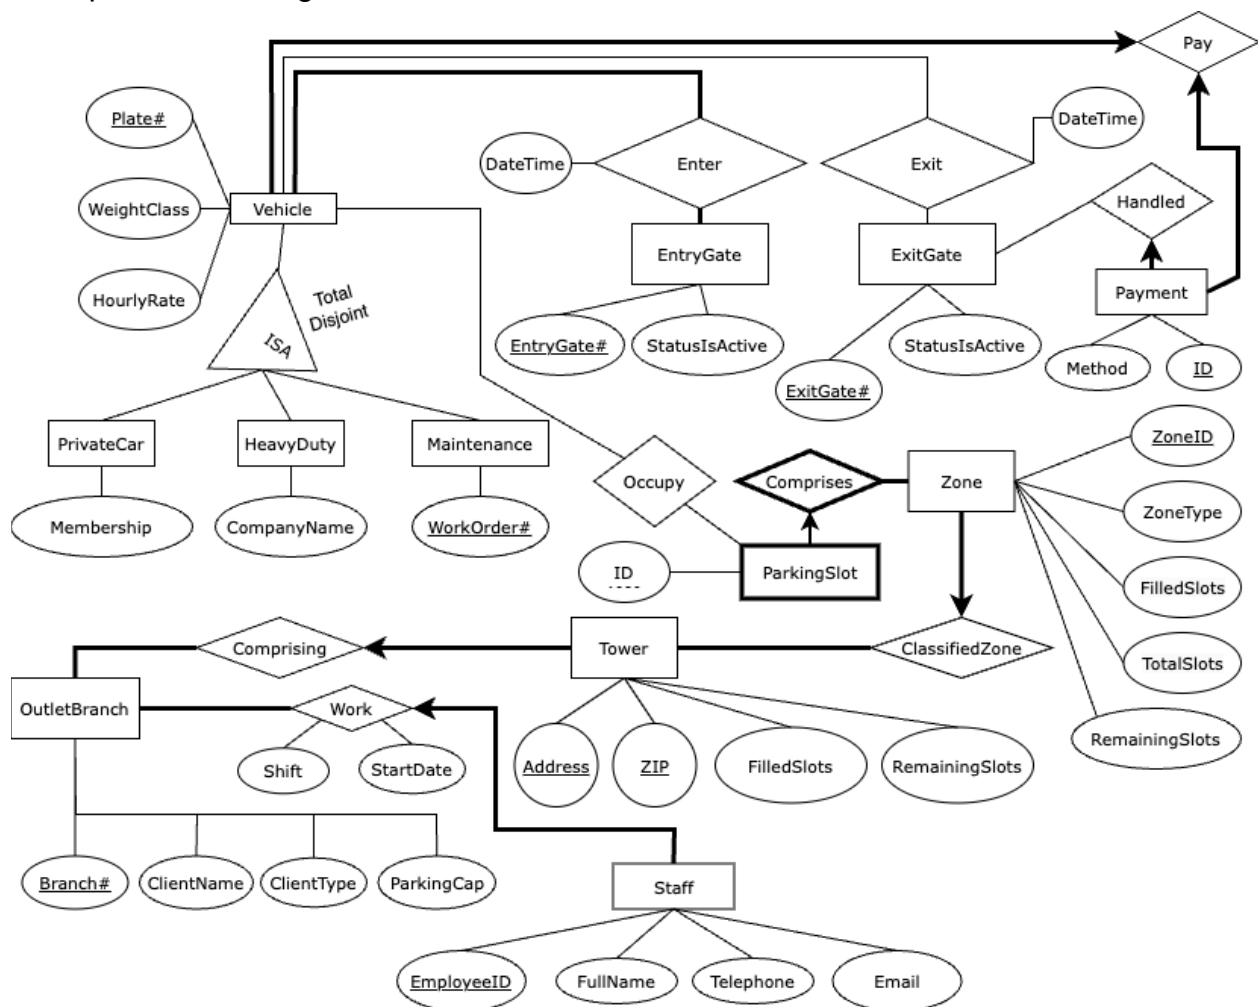 Pay
Plate#
DateTime
DateTime
Enter
Exit
WeightClass
Vehicle
Handled
EntryGate
ExitGate
Payment
HourlyRate
Total
Disjoint
ISA
EntryGate#
StatusIsActive
StatusIsActive
Method
ID
ExitGate#
PrivateCar
HeavyDuty
Maintenance
ZoneID
Occupy
Comprises
Zone
Membership
CompanyName
WorkOrder#
ZoneType
ID
ParkingSlot
FilledSlots
Comprising
Tower
ClassifiedZone
TotalSlots
OutletBranch
Work
RemainingSlots
Shift
StartDate
Address
ZIP
FilledSlots
RemainingSlots
Branch#
ClientName
ClientType
ParkingCap
Staff
EmployeeID
FullName
Telephone
Email